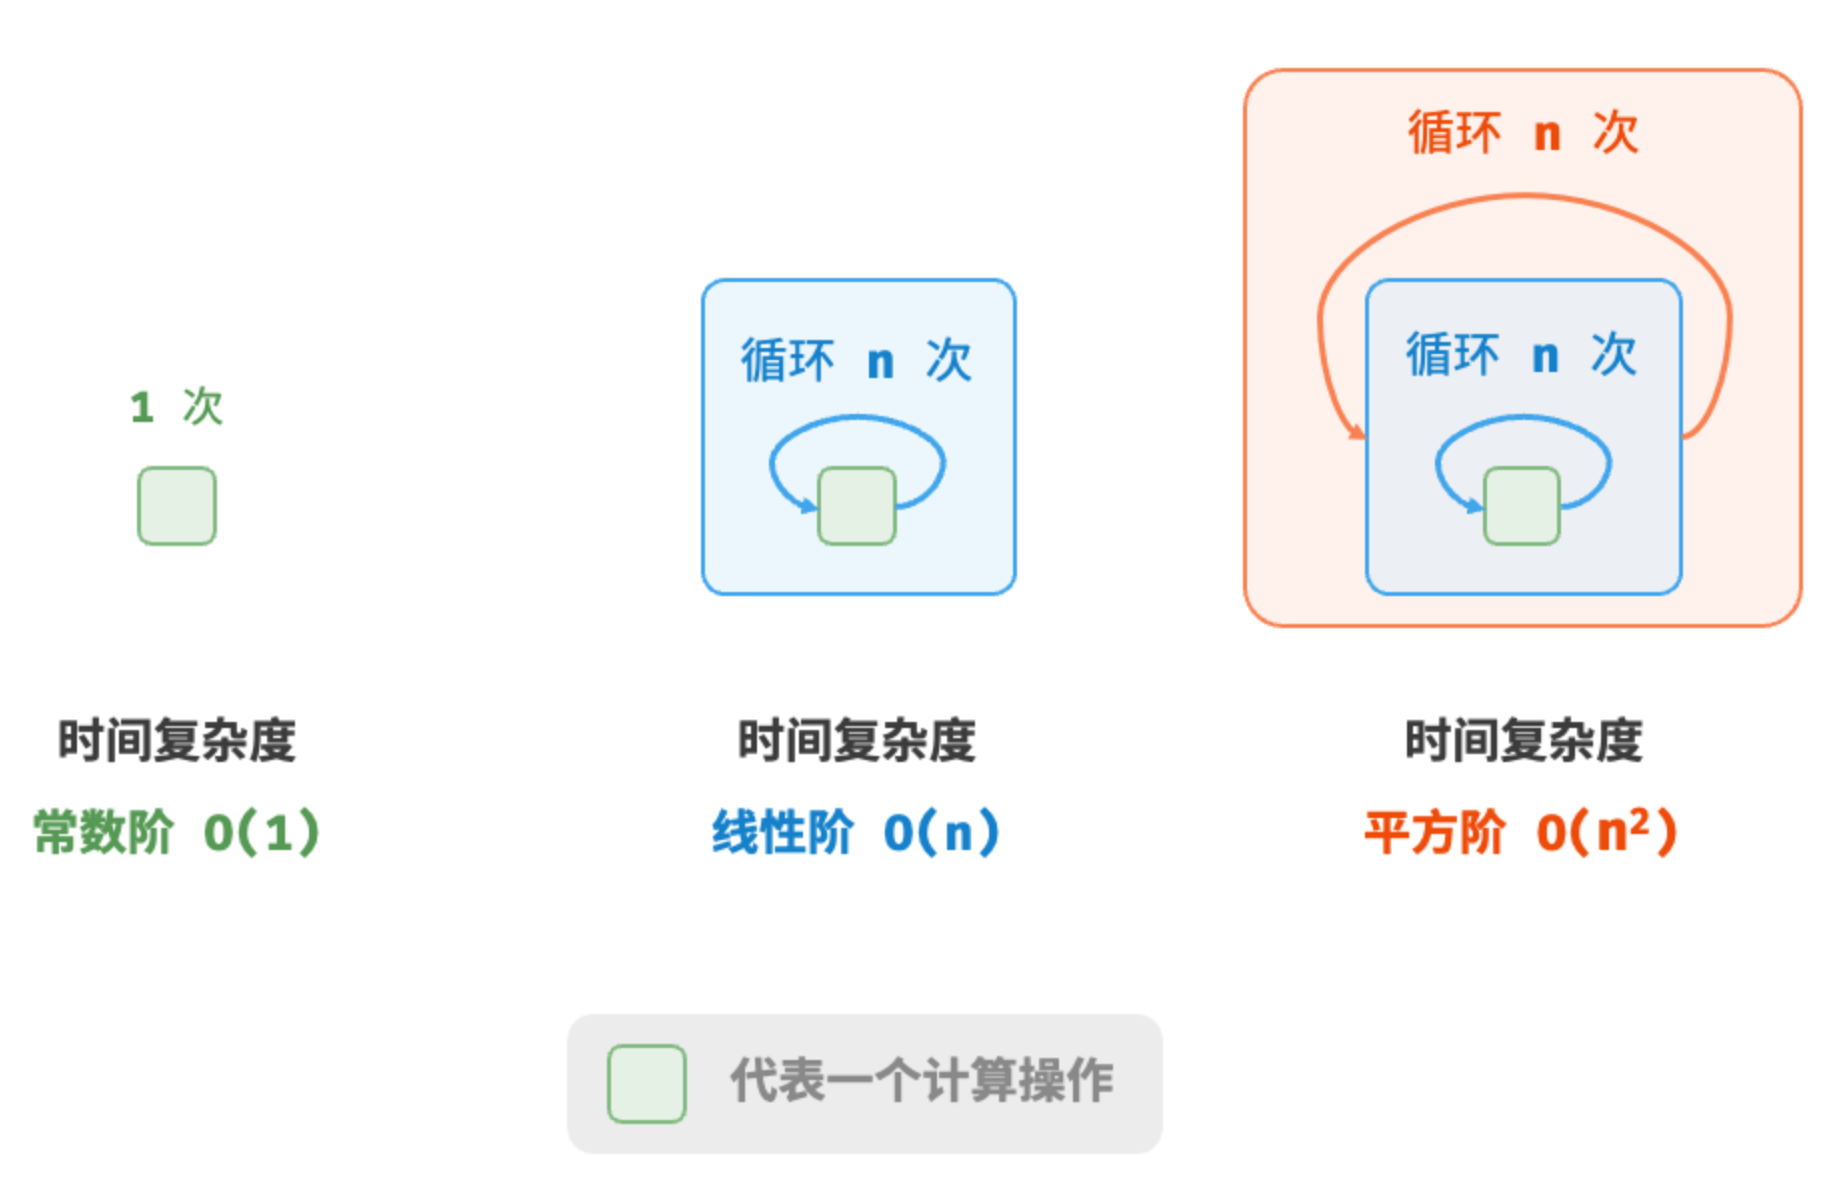 1 次
时间复杂度
常数阶 O(1)
循环 n 次
时间复杂度
线性阶 O(n)
循环 n 次
循环 n 次
时间复杂度
平方阶 O(n²)
代表一个计算操作